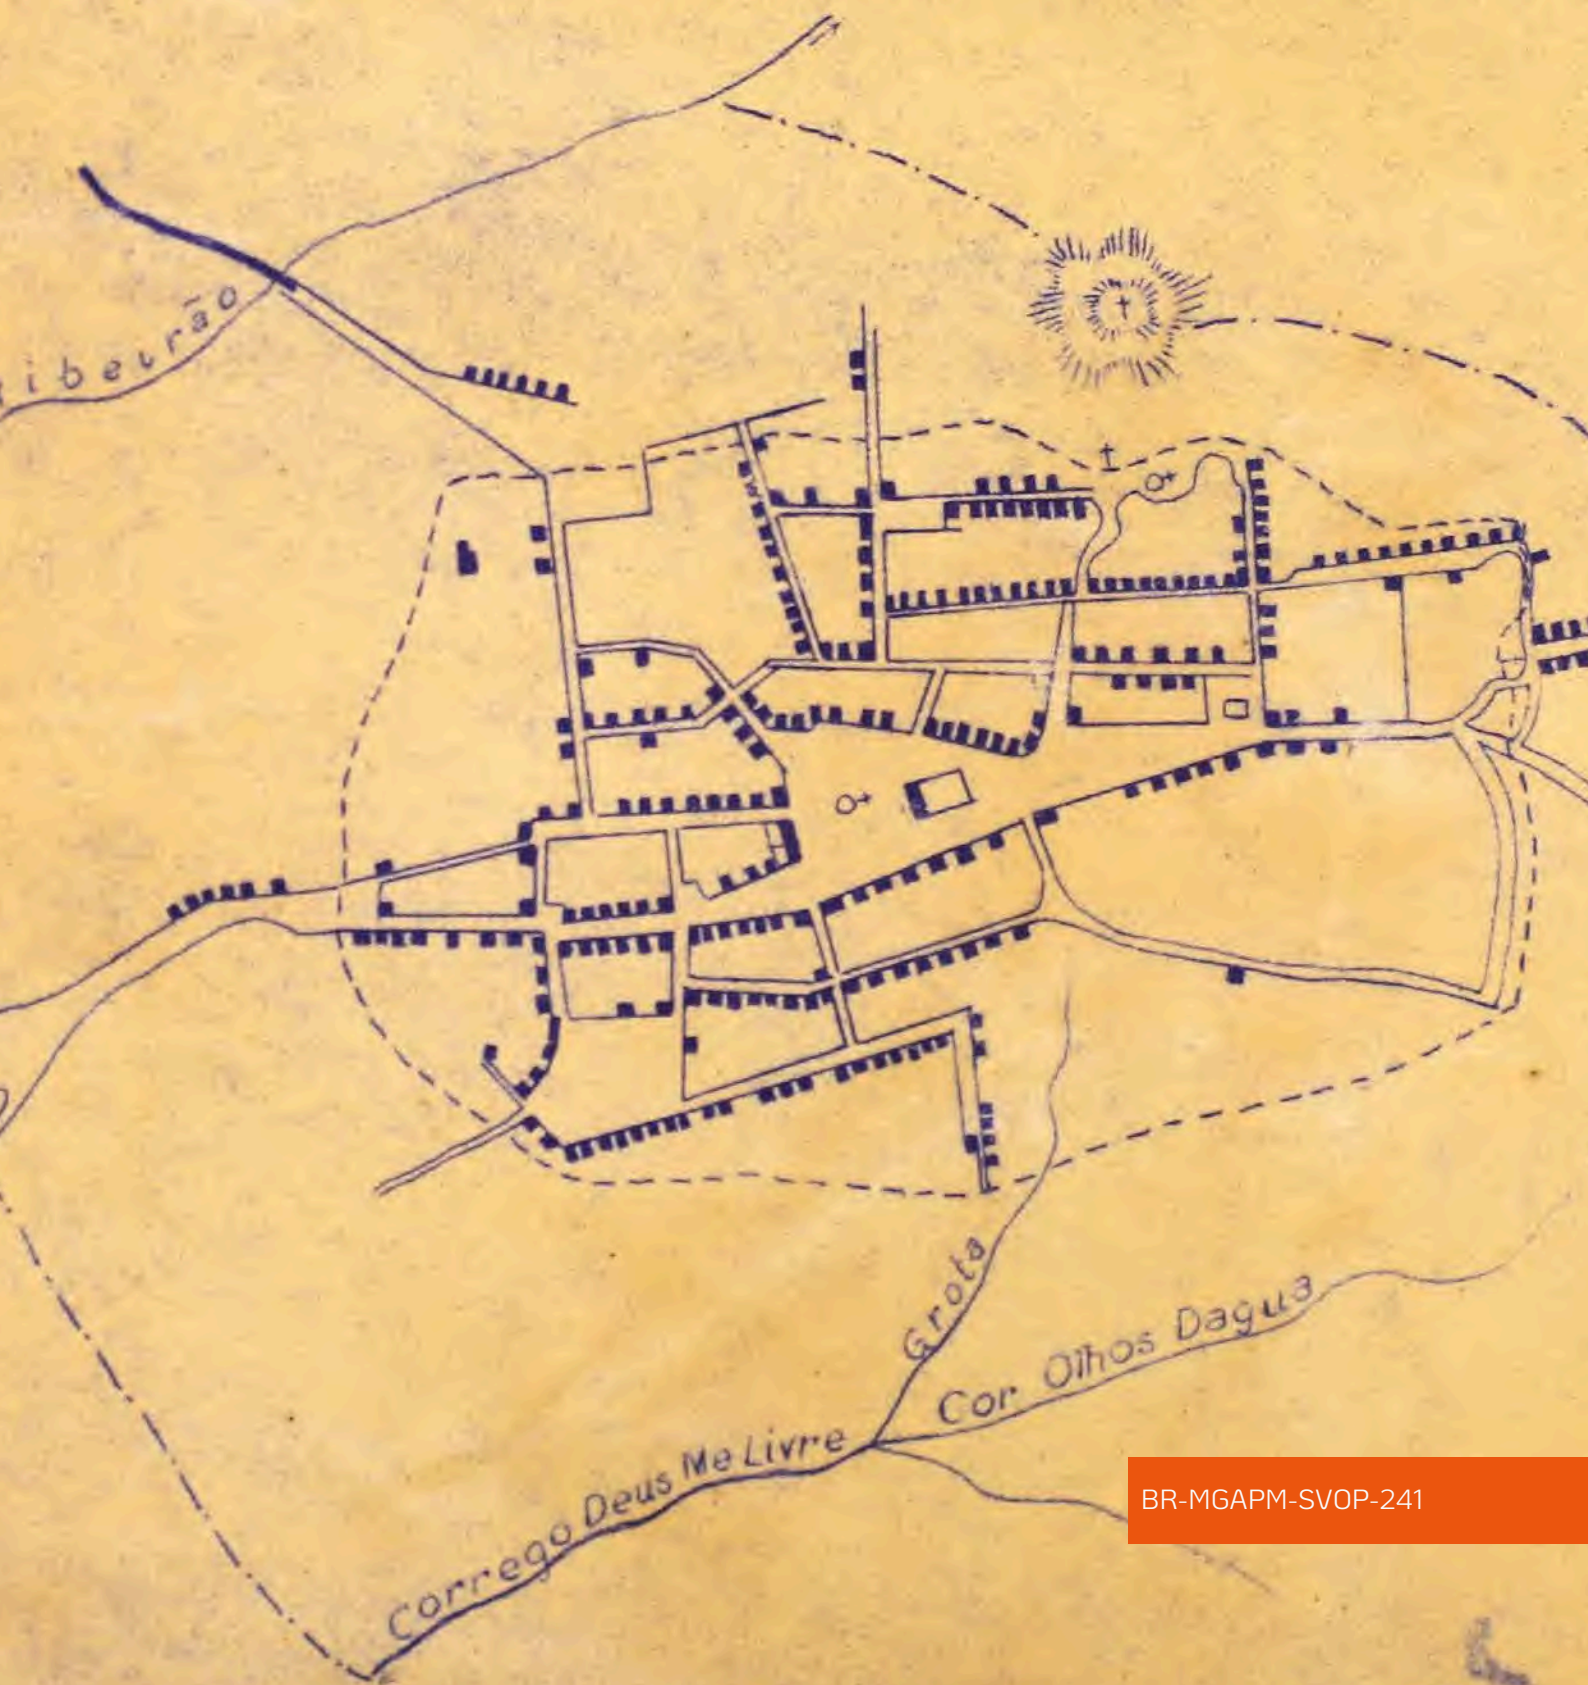 ribeirão
Grota
Cor Olhos Dagua
Corrego Deus Me Livre
BR-MGAPM-SVOP-241